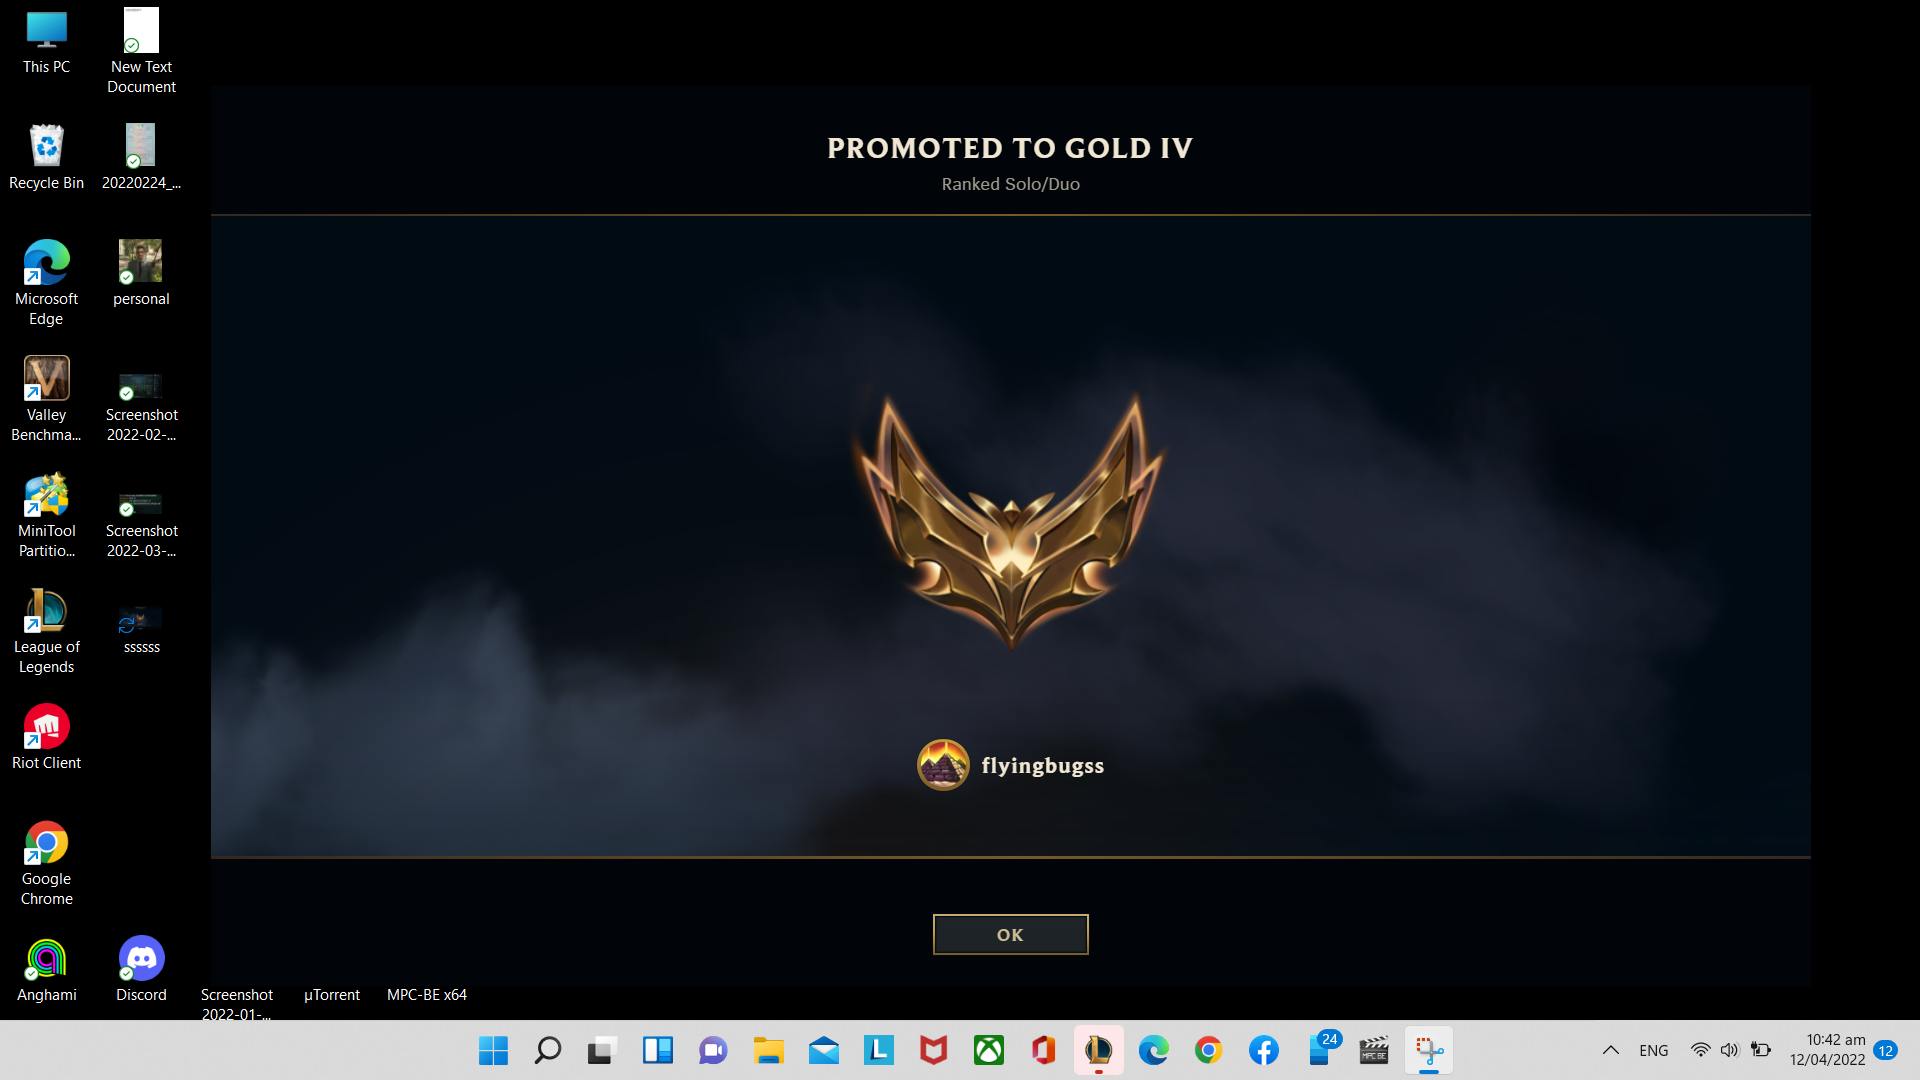 This PC
New Text
Document
Recycle Bin
20220224_...
Microsoft
Edge
personal
Valley
Benchma...
Screenshot
2022-02-...
MiniTool
Partitio...
Screenshot
2022-03-...
League of
Legends
ssssss
Riot Client
Google
Chrome
Anghami
Discord
Screenshot
2022-01-...
µTorrent
MPC-BE x64
PROMOTED TO GOLD IV
Ranked Solo/Duo
flyingbugss
OK
L
24
MPC BE
ENG
10:42 am
12/04/2022
12